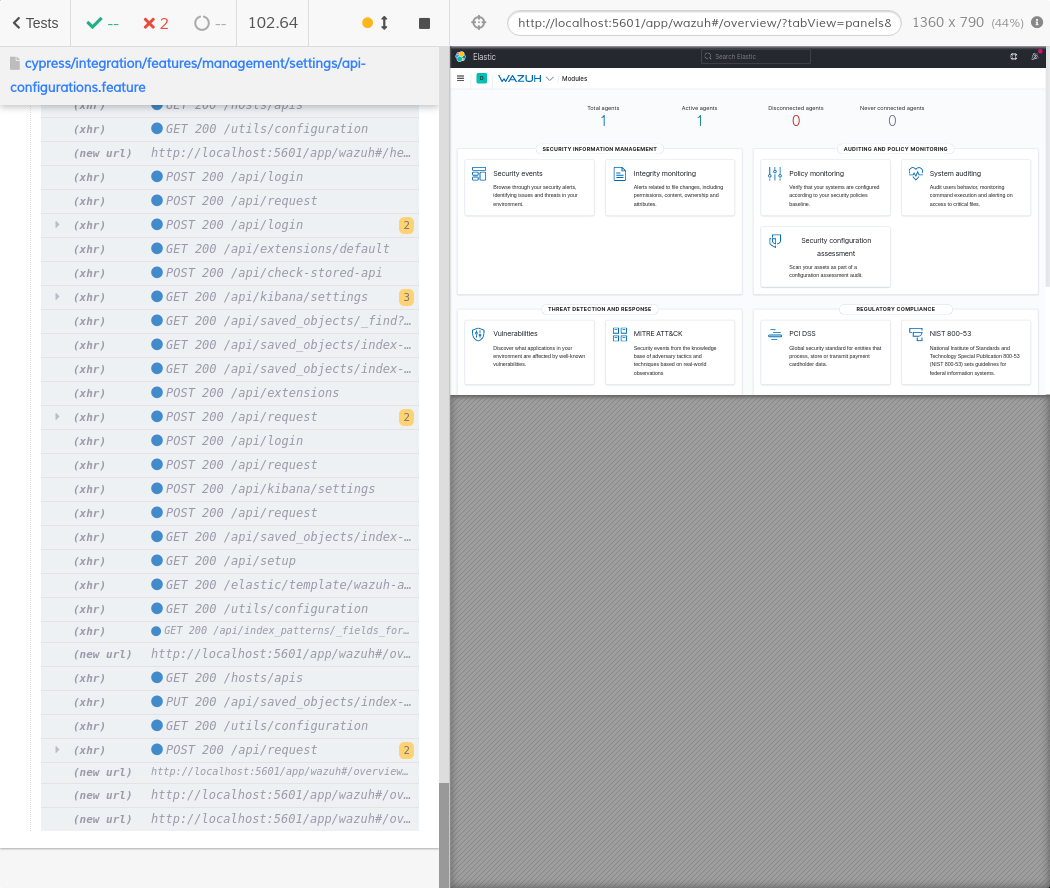 Tests
--
2
--
102.64
http://localhost:5601/app/wazuh#/overview/?tabView=panels&
1360 x 790 (44%)
cypress/integration/features/management/settings/api-
configurations.feature
(xhr) GET 200 /hosts/apis
(xhr) GET 200 /utils/configuration
(new url) http://localhost:5601/app/wazuh#/he…
(xhr) POST 200 /api/login
(xhr) POST 200 /api/request
(xhr) POST 200 /api/login 2
(xhr) GET 200 /api/extensions/default
(xhr) POST 200 /api/check-stored-api
(xhr) GET 200 /api/kibana/settings 3
(xhr) GET 200 /api/saved_objects/_find?…
(xhr) GET 200 /api/saved_objects/index-…
(xhr) GET 200 /api/saved_objects/index-…
(xhr) POST 200 /api/extensions
(xhr) POST 200 /api/request 2
(xhr) POST 200 /api/login
(xhr) POST 200 /api/request
(xhr) POST 200 /api/kibana/settings
(xhr) POST 200 /api/request
(xhr) GET 200 /api/saved_objects/index-…
(xhr) GET 200 /api/setup
(xhr) GET 200 /elastic/template/wazuh-a…
(xhr) GET 200 /utils/configuration
(xhr) GET 200 /api/index_patterns/_fields_for…
(new url) http://localhost:5601/app/wazuh#/ov…
(xhr) GET 200 /hosts/apis
(xhr) PUT 200 /api/saved_objects/index-…
(xhr) GET 200 /utils/configuration
(xhr) POST 200 /api/request 2
(new url) http://localhost:5601/app/wazuh#/overview…
(new url) http://localhost:5601/app/wazuh#/ov…
(new url) http://localhost:5601/app/wazuh#/ov…
Elastic
Search Elastic
D WAZUH Modules
Total agents
1
Active agents
1
Disconnected agents
0
Never connected agents
0
SECURITY INFORMATION MANAGEMENT
Security events
Browse through your security alerts,
identifying issues and threats in your
environment.
Integrity monitoring
Alerts related to file changes, including
permissions, content, ownership and
attributes.
AUDITING AND POLICY MONITORING
Policy monitoring
Verify that your systems are configured
according to your security policies
baseline.
System auditing
Audit users behavior, monitoring
command execution and alerting on
access to critical files.
Security configuration
assessment
Scan your assets as part of a
configuration assessment audit.
THREAT DETECTION AND RESPONSE
Vulnerabilities
Discover what applications in your
environment are affected by well-known
vulnerabilities.
MITRE ATT&CK
Security events from the knowledge
base of adversary tactics and
techniques based on real-world
observations
REGULATORY COMPLIANCE
PCI DSS
Global security standard for entities that
process, store or transmit payment
cardholder data.
NIST 800-53
National Institute of Standards and
Technology Special Publication 800-53
(NIST 800-53) sets guidelines for
federal information systems.